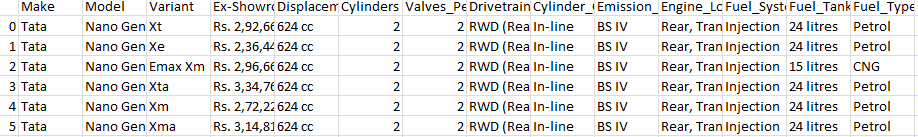 Make Model Variant Ex-Showro Displacem Cylinders Valves_Pe Drivetrain Cylinder_ Emission_ Engine_Lo Fuel_Syst Fuel_Tank Fuel_Type
0 Tata Nano Gen Xt Rs. 2,92,66 624 cc 2 2 RWD (Rea In-line BS IV Rear, Tran Injection 24 litres Petrol
1 Tata Nano Gen Xe Rs. 2,36,44 624 cc 2 2 RWD (Rea In-line BS IV Rear, Tran Injection 24 litres Petrol
2 Tata Nano Gen Emax Xm Rs. 2,96,66 624 cc 2 2 RWD (Rea In-line BS IV Rear, Tran Injection 15 litres CNG
3 Tata Nano Gen Xta Rs. 3,34,76 624 cc 2 2 RWD (Rea In-line BS IV Rear, Tran Injection 24 litres Petrol
4 Tata Nano Gen Xm Rs. 2,72,22 624 cc 2 2 RWD (Rea In-line BS IV Rear, Tran Injection 24 litres Petrol
5 Tata Nano Gen Xma Rs. 3,14,81 624 cc 2 2 RWD (Rea In-line BS IV Rear, Tran Injection 24 litres Petrol